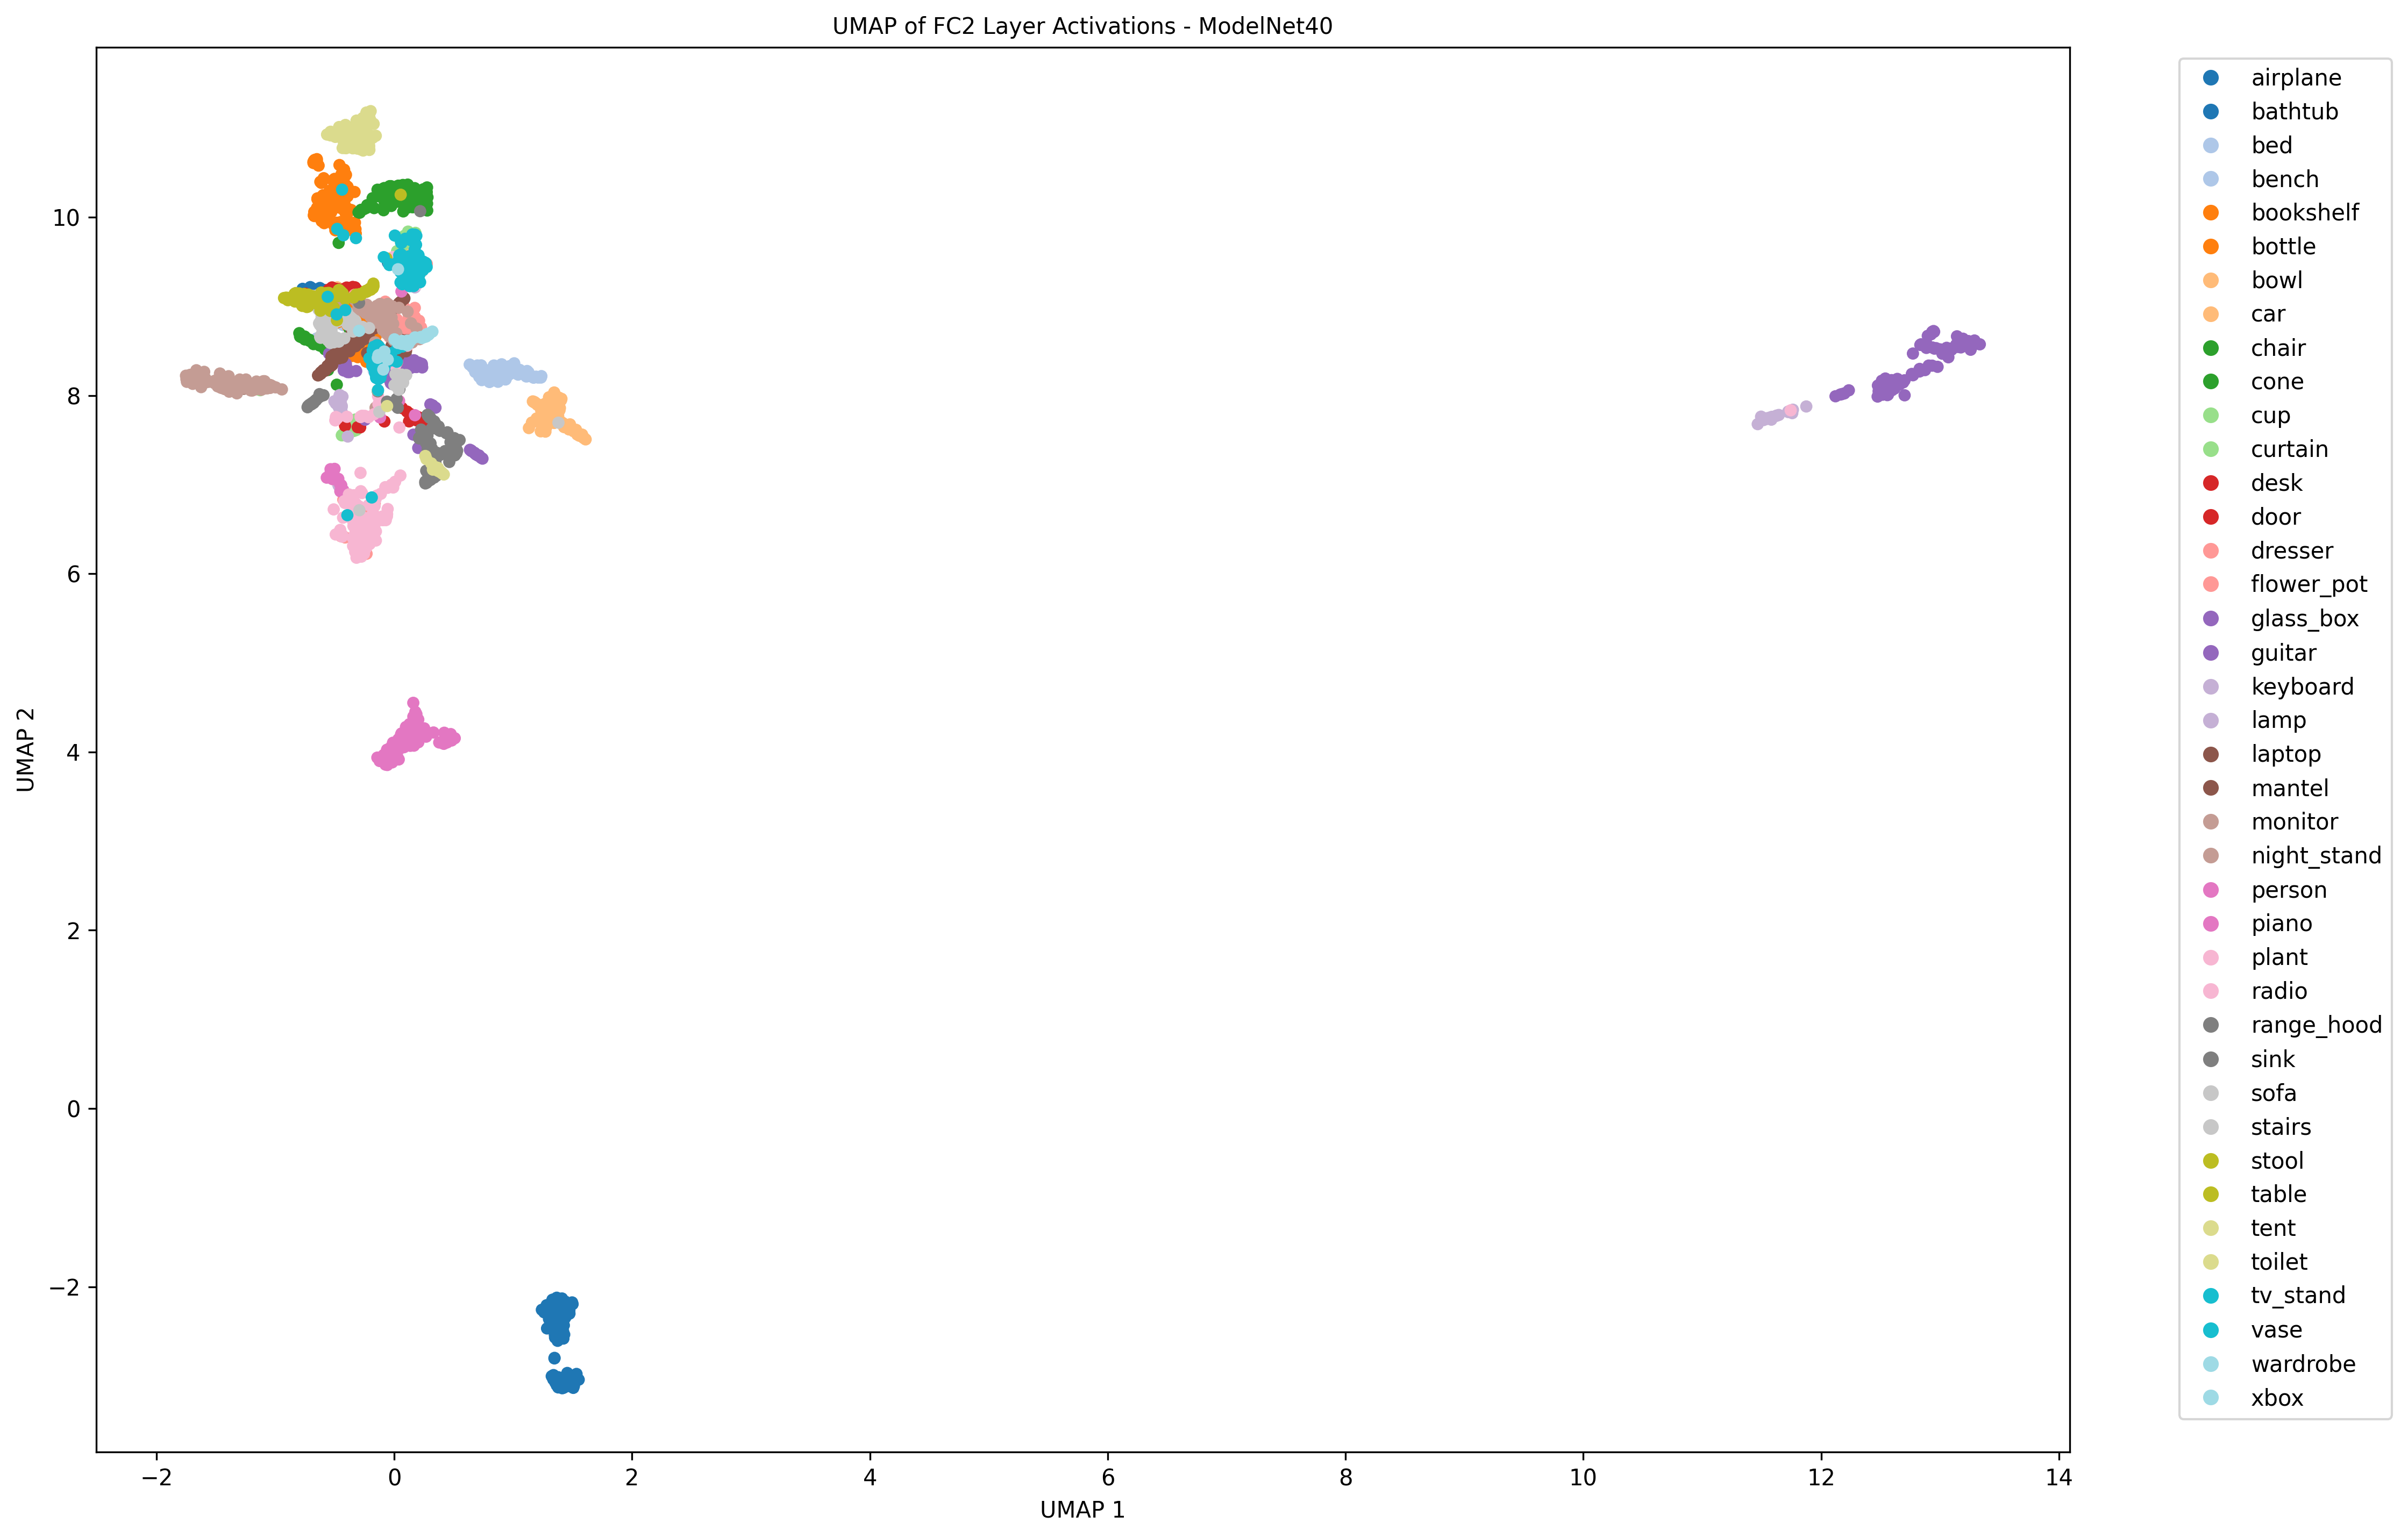 UMAP of FC2 Layer Activations - ModelNet40
UMAP 2
10
8
6
4
2
0
−2
−2
0
2
4
6
8
10
12
14
UMAP 1
airplane
bathtub
bed
bench
bookshelf
bottle
bowl
car
chair
cone
cup
curtain
desk
door
dresser
flower_pot
glass_box
guitar
keyboard
lamp
laptop
mantel
monitor
night_stand
person
piano
plant
radio
range_hood
sink
sofa
stairs
stool
table
tent
toilet
tv_stand
vase
wardrobe
xbox